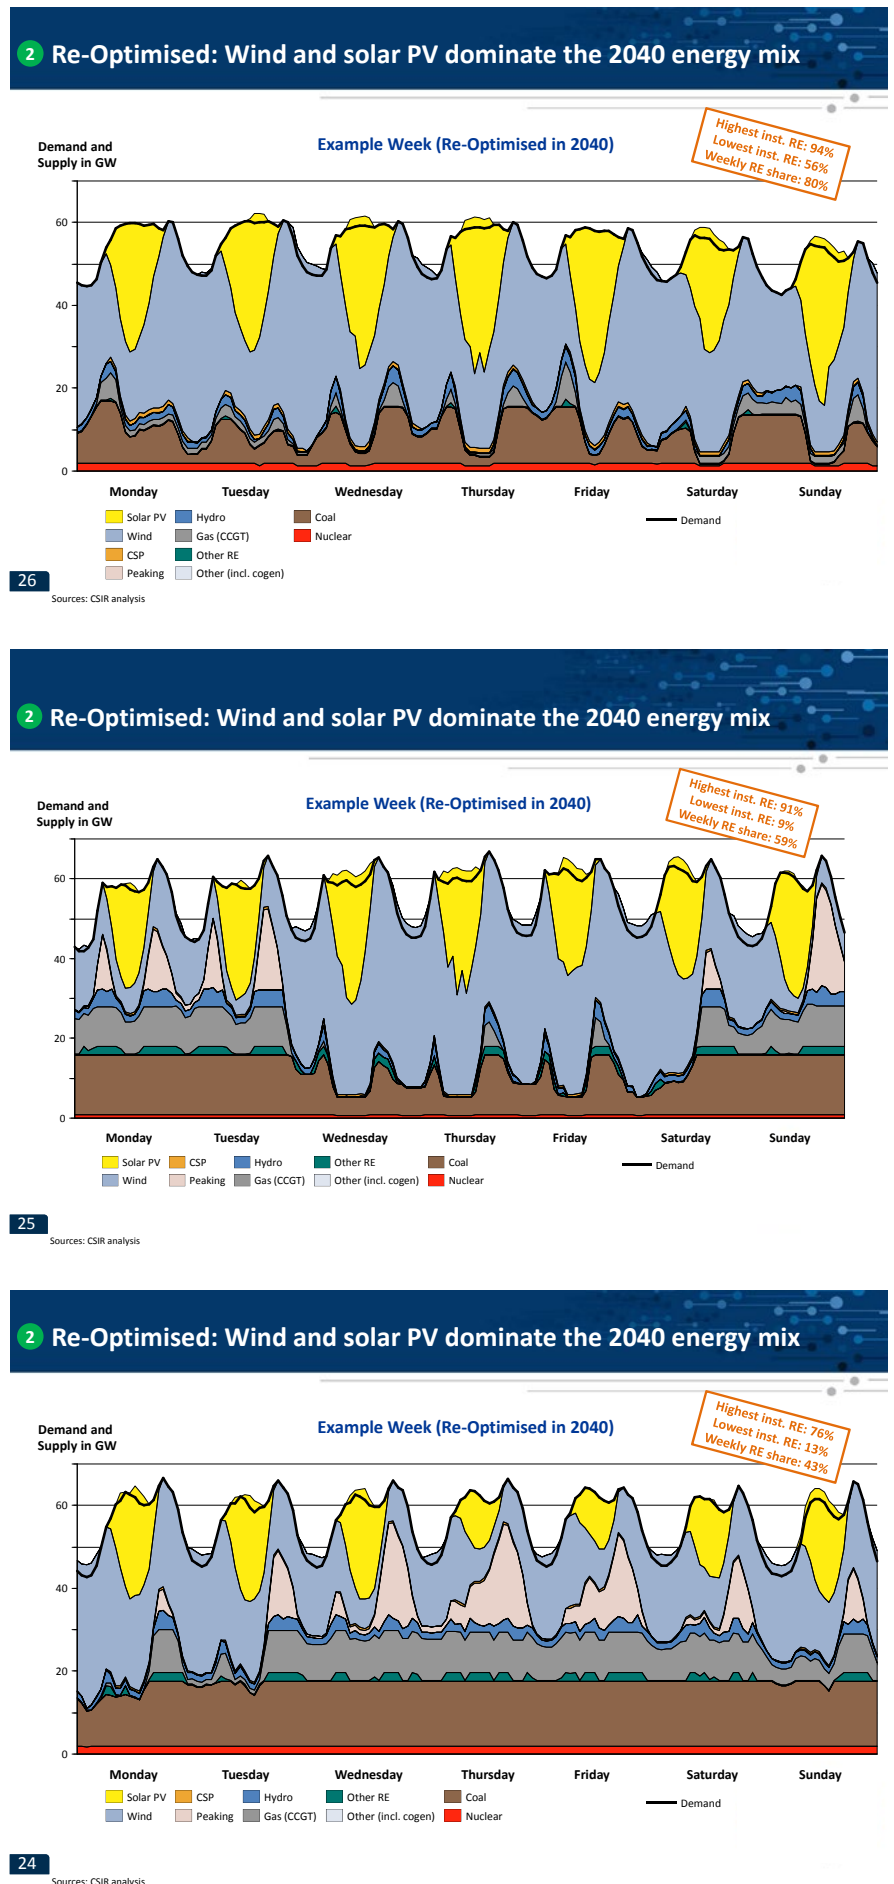 2 Re-Optimised: Wind and solar PV dominate the 2040 energy mix
Demand and
Supply in GW
Example Week (Re-Optimised in 2040)
Highest inst. RE: 94%
Lowest inst. RE: 56%
Weekly RE share: 80%
60
40
20
0
Monday Tuesday Wednesday Thursday Friday Saturday Sunday
Solar PV Hydro Coal Demand
Wind Gas (CCGT) Nuclear
CSP Other RE
Peaking Other (incl. cogen)
26
Sources: CSIR analysis
2 Re-Optimised: Wind and solar PV dominate the 2040 energy mix
Demand and
Supply in GW
Example Week (Re-Optimised in 2040)
Highest inst. RE: 91%
Lowest inst. RE: 9%
Weekly RE share: 59%
60
40
20
0
Monday Tuesday Wednesday Thursday Friday Saturday Sunday
Solar PV CSP Hydro Other RE Coal Demand
Wind Peaking Gas (CCGT) Other (incl. cogen) Nuclear
25
Sources: CSIR analysis
2 Re-Optimised: Wind and solar PV dominate the 2040 energy mix
Demand and
Supply in GW
Example Week (Re-Optimised in 2040)
Highest inst. RE: 76%
Lowest inst. RE: 13%
Weekly RE share: 43%
60
40
20
0
Monday Tuesday Wednesday Thursday Friday Saturday Sunday
Solar PV CSP Hydro Other RE Coal Demand
Wind Peaking Gas (CCGT) Other (incl. cogen) Nuclear
24
Sources: CSIR analysis